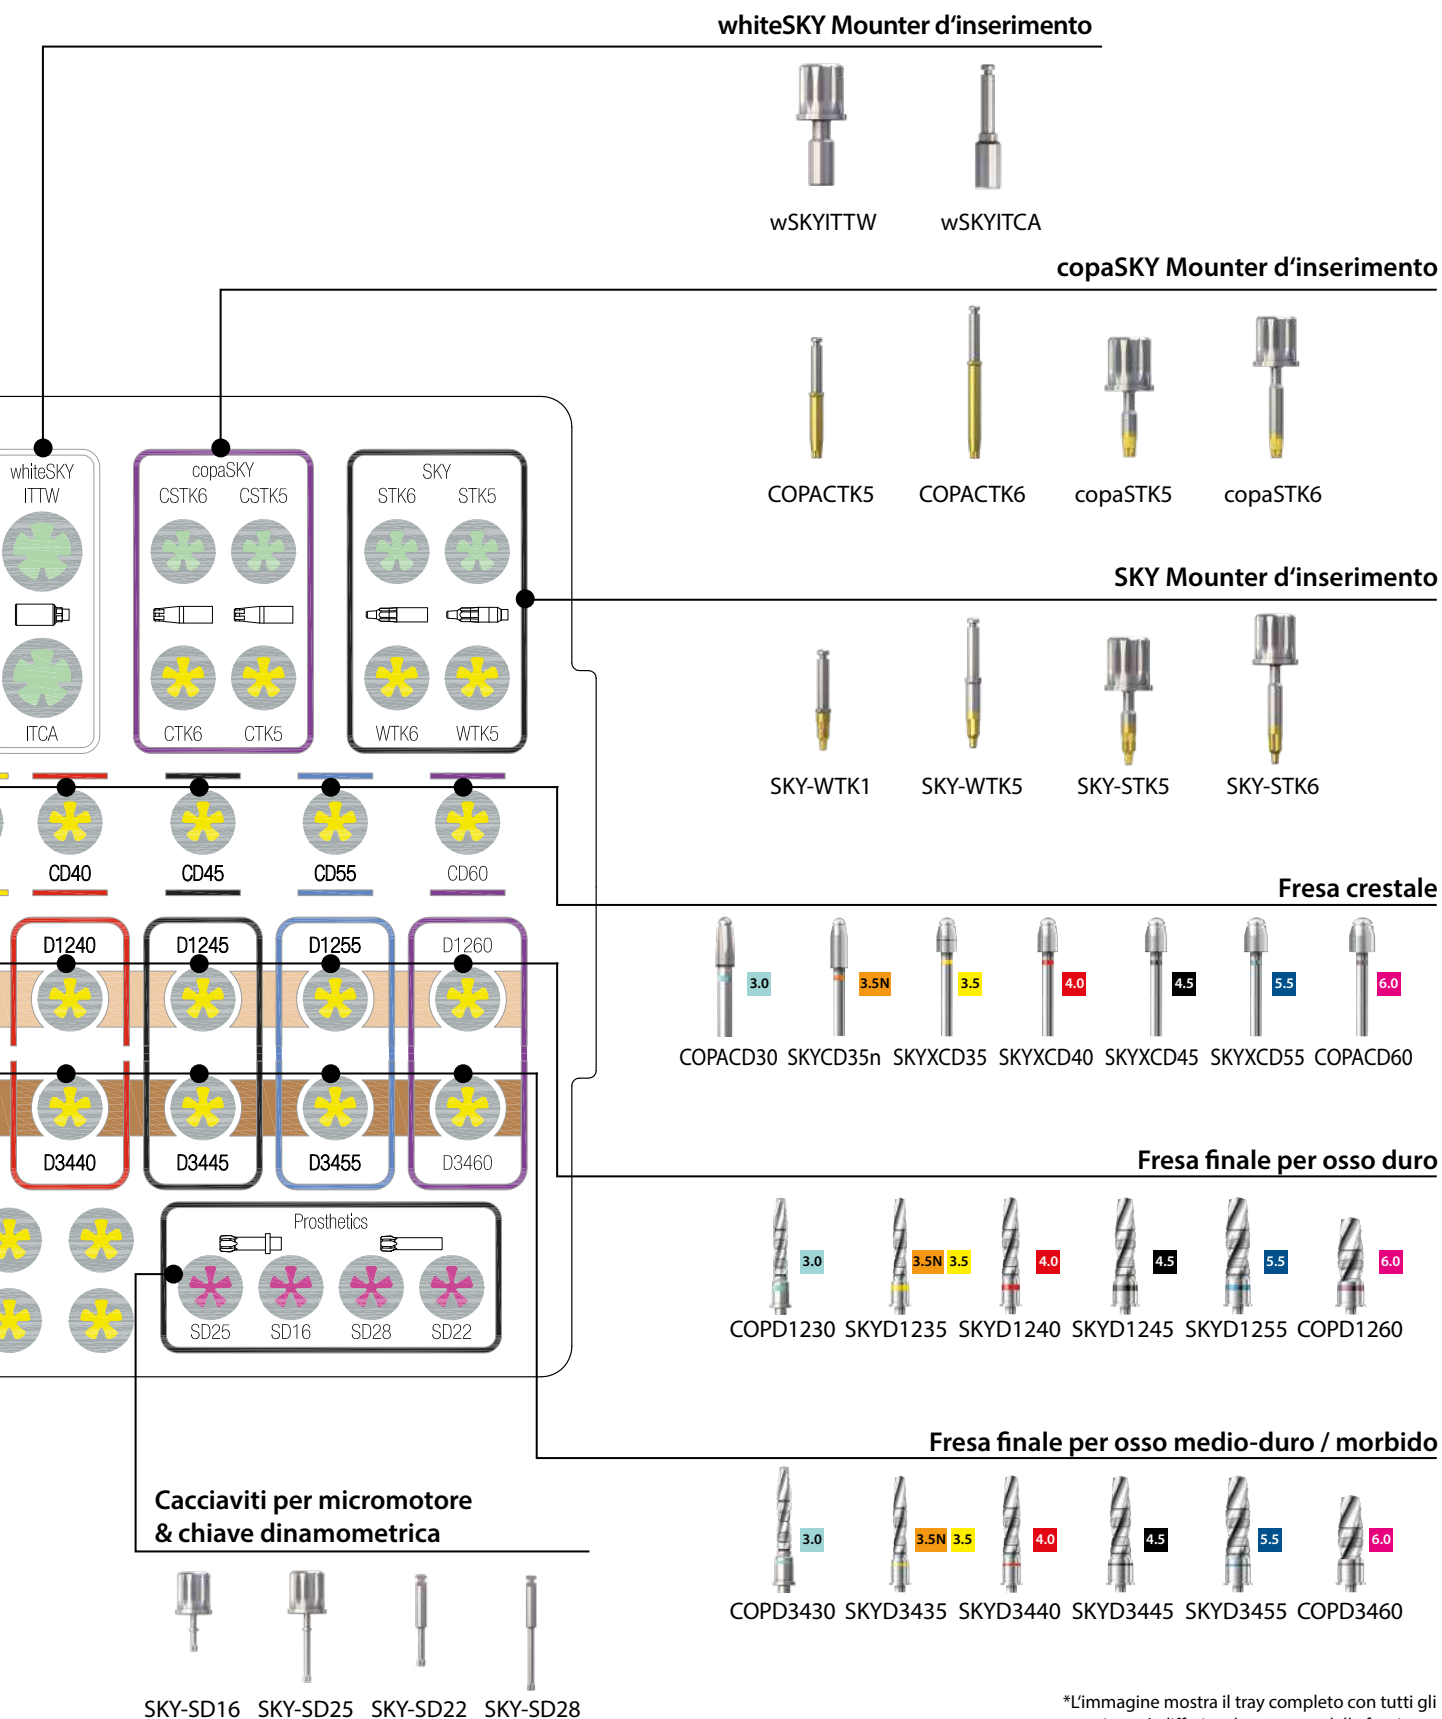 whiteSKY Mounter d‘inserimento
wSKYITTW wSKYITCA
copaSKY Mounter d‘inserimento
COPACTK5 COPACTK6 copaSTK5 copaSTK6
SKY Mounter d‘inserimento
SKY-WTK1 SKY-WTK5 SKY-STK5 SKY-STK6
whiteSKY
ITTW
ITCA
copaSKY
CSTK6 CSTK5
CTK6 CTK5
SKY
STK6 STK5
WTK6 WTK5
CD40 CD45 CD55 CD60
D1240 D1245 D1255 D1260
D3440 D3445 D3455 D3460
Prosthetics
SD25 SD16 SD28 SD22
Fresa crestale
3.0 3.5N 3.5 4.0 4.5 5.5 6.0
COPACD30 SKYCD35n SKYXCD35 SKYXCD40 SKYXCD45 SKYXCD55 COPACD60
Fresa finale per osso duro
3.0 3.5N 3.5 4.0 4.5 5.5 6.0
COPD1230 SKYD1235 SKYD1240 SKYD1245 SKYD1255 COPD1260
Fresa finale per osso medio-duro / morbido
3.0 3.5N 3.5 4.0 4.5 5.5 6.0
COPD3430 SKYD3435 SKYD3440 SKYD3445 SKYD3455 COPD3460
Cacciaviti per micromotore
& chiave dinamometrica
SKY-SD16 SKY-SD25 SKY-SD22 SKY-SD28
*L‘immagine mostra il tray completo con tutti gli